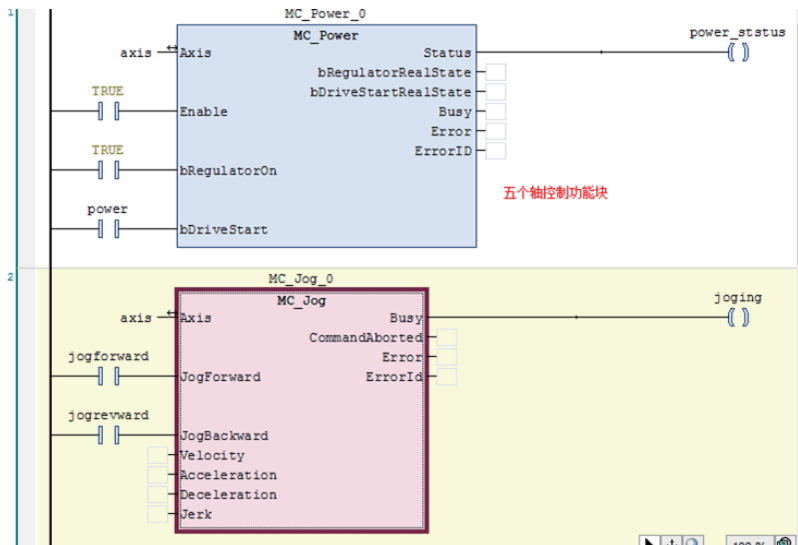 1
MC_Power_0
MC_Power
power_ststus
axis
Axis
Status
bRegulatorRealState
TRUE
bDriveStartRealState
Enable
Busy
Error
TRUE
ErrorID
bRegulatorOn
五个轴控制功能块
power
bDriveStart
2
MC_Jog_0
MC_Jog
joging
axis
Axis
Busy
CommandAborted
jogforward
Error
JogForward
ErrorId
jogrevward
JogBackward
Velocity
Acceleration
Deceleration
Jerk